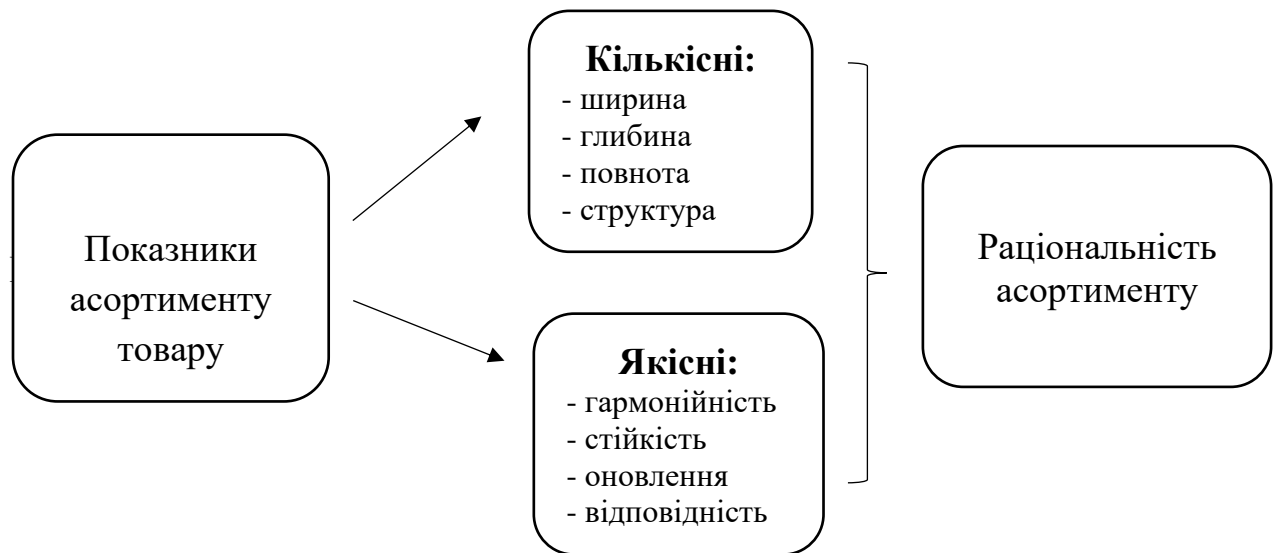 Показники
асортименту
товару
Кількісні:
- ширина
- глибина
- повнота
- структура
Якісні:
- гармонійність
- стійкість
- оновлення
- відповідність
Раціональність
асортименту